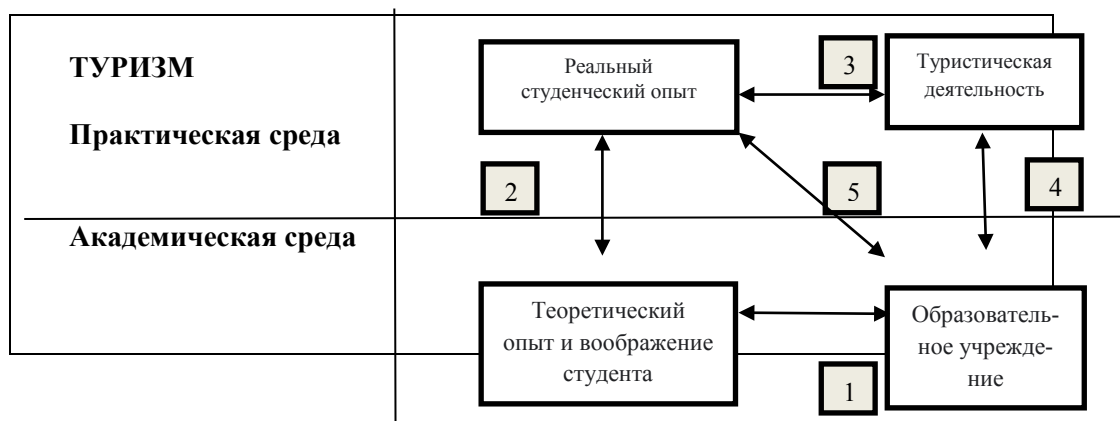 ТУРИЗМ
Практическая среда
Реальный
студенческий опыт
3
Туристическая
деятельность
2
5
4
Академическая среда
Теоретический
опыт и воображение
студента
1
Образователь-
ное учрежде-
ние